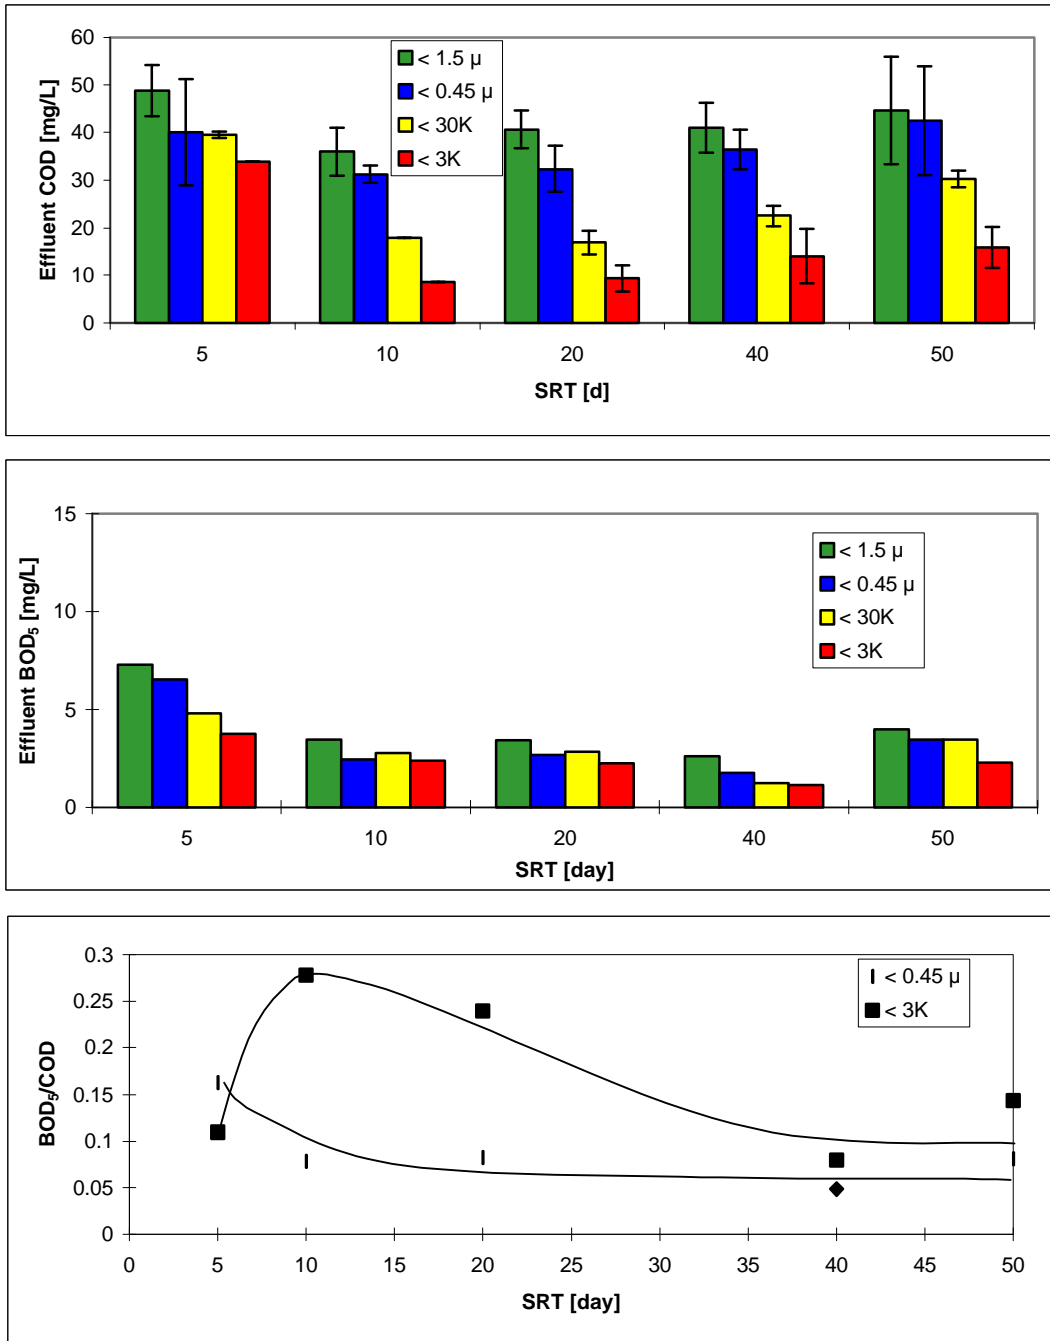 60
50
40
30
20
10
0
Effluent COD [mg/L]
< 1.5 µ
< 0.45 µ
< 30K
< 3K
5 10 20 40 50
SRT [d]
15
10
5
0
Effluent BOD₅ [mg/L]
< 1.5 µ
< 0.45 µ
< 30K
< 3K
5 10 20 40 50
SRT [day]
0.3
0.25
0.2
0.15
0.1
0.05
0
BOD₅/COD
< 0.45 µ
< 3K
0 5 10 15 20 25 30 35 40 45 50
SRT [day]